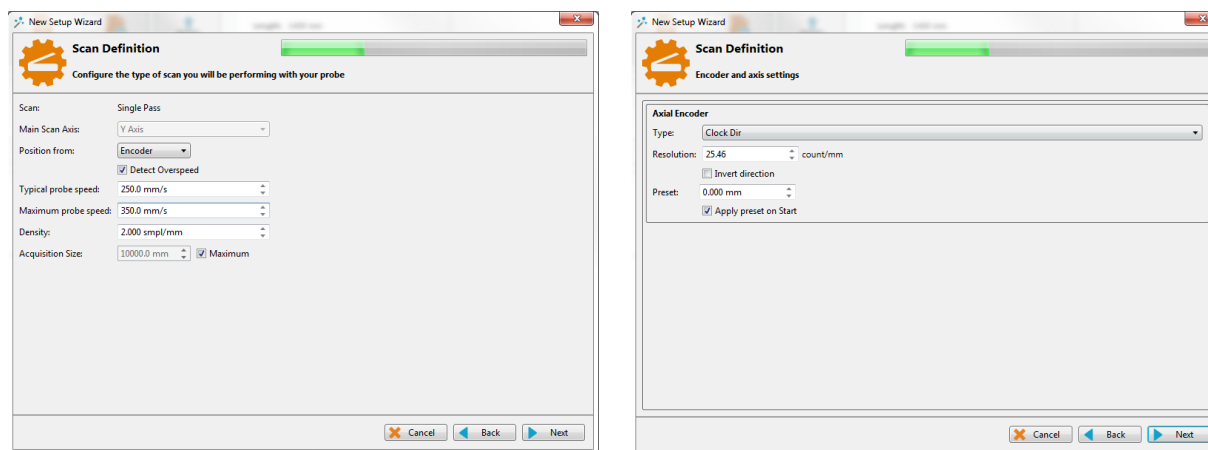 New Setup Wizard
Scan Definition
Configure the type of scan you will be performing with your probe
Scan: Single Pass
Main Scan Axis: Y Axis
Position from: Encoder
Detect Overspeed
Typical probe speed: 250.0 mm/s
Maximum probe speed: 350.0 mm/s
Density: 2.000 smpl/mm
Acquisition Size: 10000.0 mm Maximum
Cancel Back Next
New Setup Wizard
Scan Definition
Encoder and axis settings
Axial Encoder
Type: Clock Dir
Resolution: 25.46 count/mm
Invert direction
Preset: 0.000 mm
Apply preset on Start
Cancel Back Next